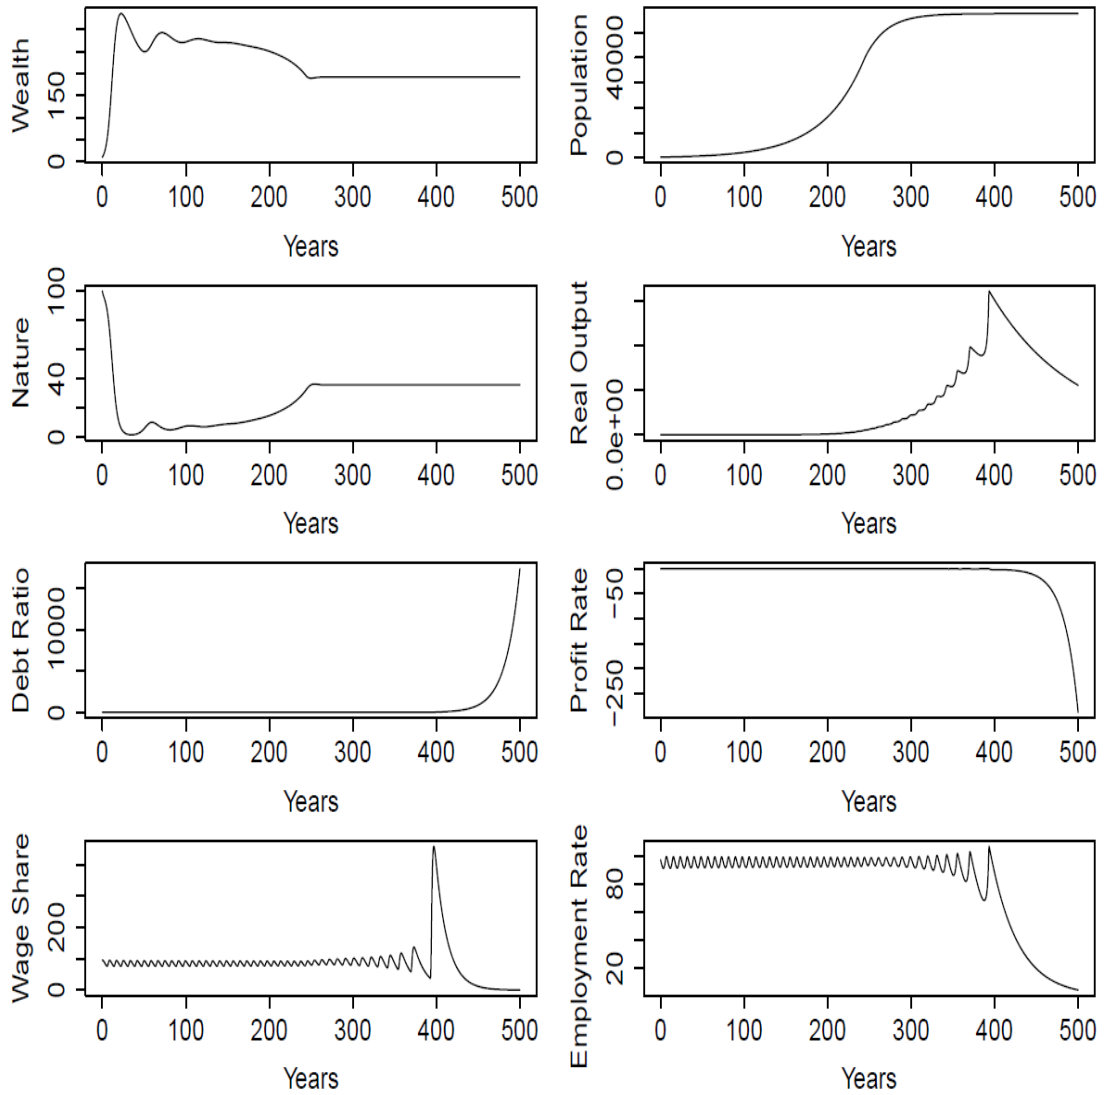 Wealth
150
0
0 100 200 300 400 500
Years
Population
40000
0
0 100 200 300 400 500
Years
Nature
100
40
0
0 100 200 300 400 500
Years
Real Output
0.0e+00
0 100 200 300 400 500
Years
Debt Ratio
10000
0
0 100 200 300 400 500
Years
Profit Rate
−50
−250
0 100 200 300 400 500
Years
Wage Share
200
0
0 100 200 300 400 500
Years
Employment Rate
80
20
0 100 200 300 400 500
Years